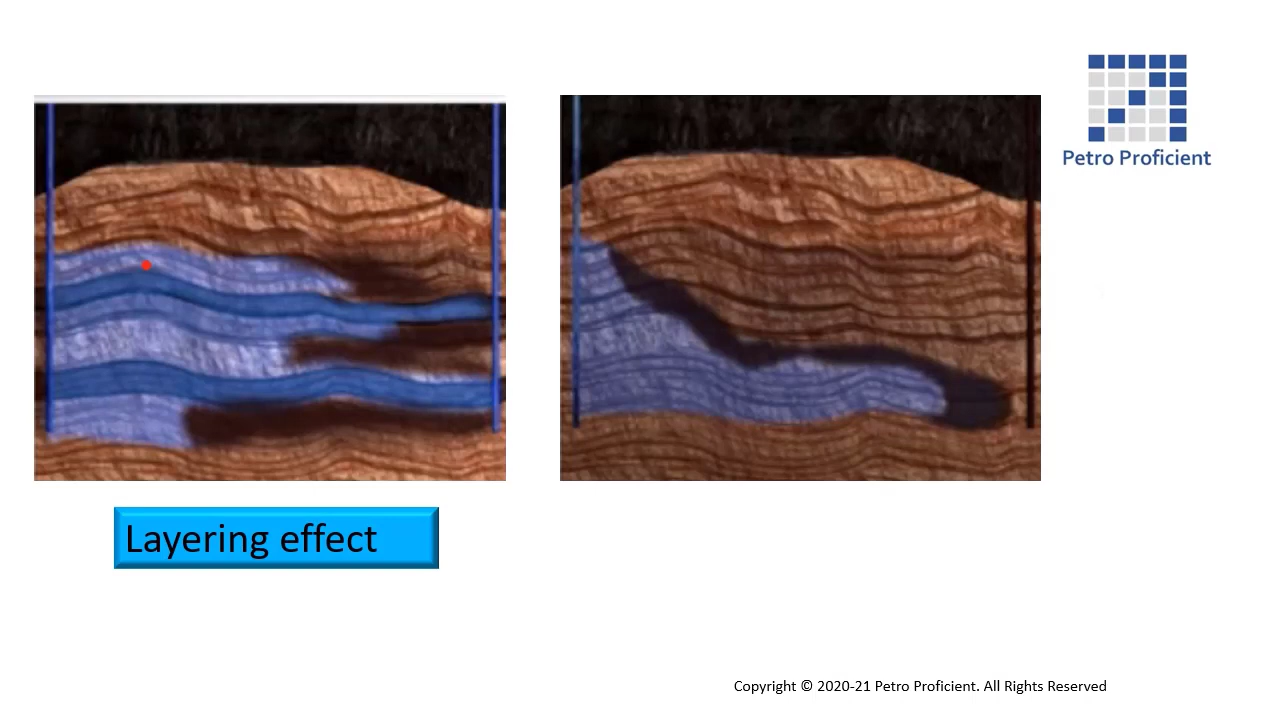 Petro Proficient
Layering effect
Copyright © 2020-21 Petro Proficient. All Rights Reserved